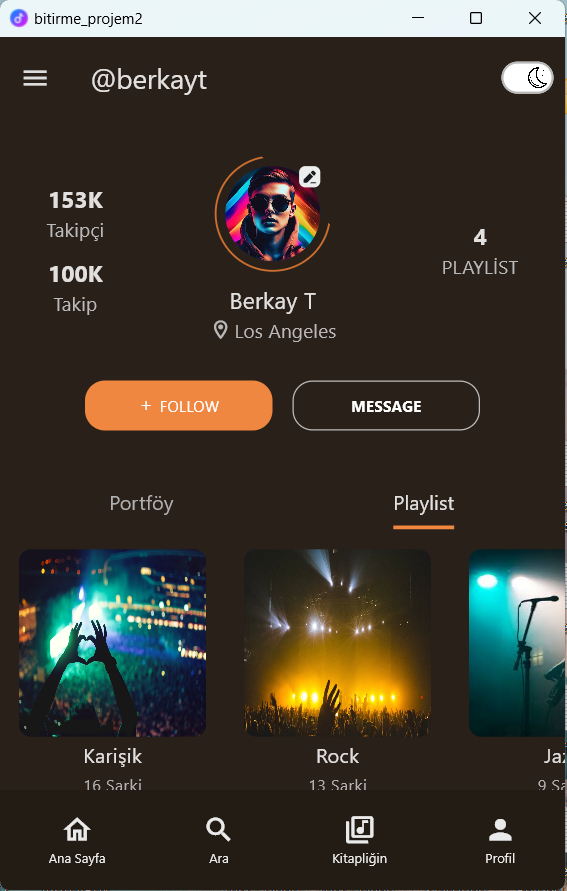 bitirme_projem2
@berkayt
153K
Takipçi
100K
Takip
4
PLAYLİST
Berkay T
Los Angeles
+ FOLLOW
MESSAGE
Portföy
Playlist
Karişik
Rock
Jaz
16 Sarki
13 Sarki
9 S
Ana Sayfa
Ara
Kitapliğin
Profil